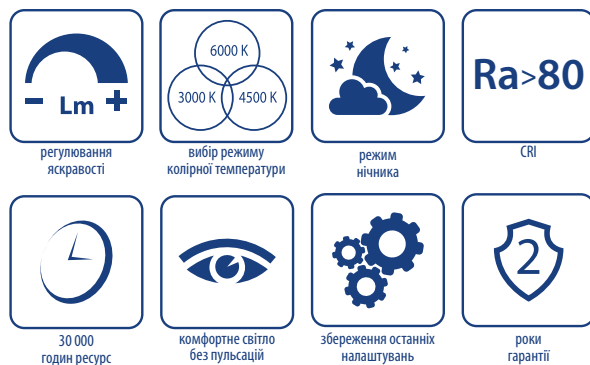 - Lm +
6000 K
3000 K 4500 K
Ra>80
регулювання
яскравості
вибір режиму
колірної температури
режим
нічника
CRI
2
30 000
годин ресурс
комфортне світло
без пульсацій
збереження останніх
налаштувань
роки
гарантії